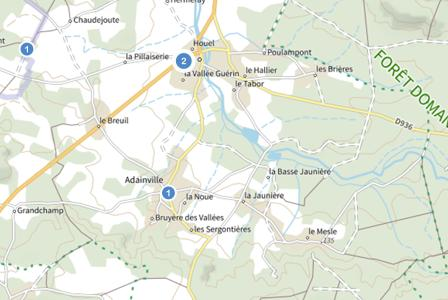 Chaudejoute
1
Houel
la Pillaiserie
2
Poulampont
la Vallée Guérin
le Hallier
les Brières
le Tabor
FORÊT DOMA
le Breuil
D936
Adainville
la Basse Jaunière
1
la Noue
la Jaunière
Grandchamp
Bruyère des Vallées
les Sergontières
le Mesle
135